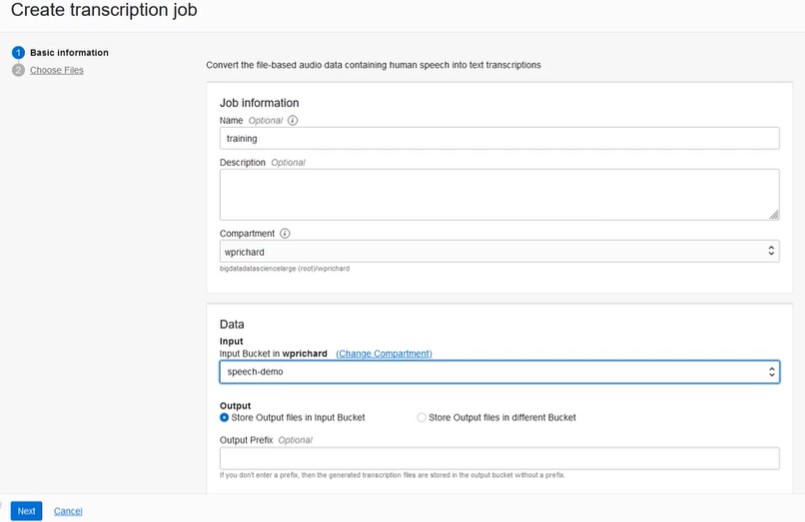 Create transcription job
1 Basic information
2 Choose Files
Convert the file-based audio data containing human speech into text transcriptions
Job information
Name Optional i
training
Description Optional
Compartment i
wprichard
bigdatadatasciencelarge (root)/wprichard
Data
Input
Input Bucket in wprichard (Change Compartment)
speech-demo
Output
Store Output files in Input Bucket Store Output files in different Bucket
Output Prefix Optional
If you don't enter a prefix, then the generated transcription files are stored in the output bucket without a prefix.
Next Cancel